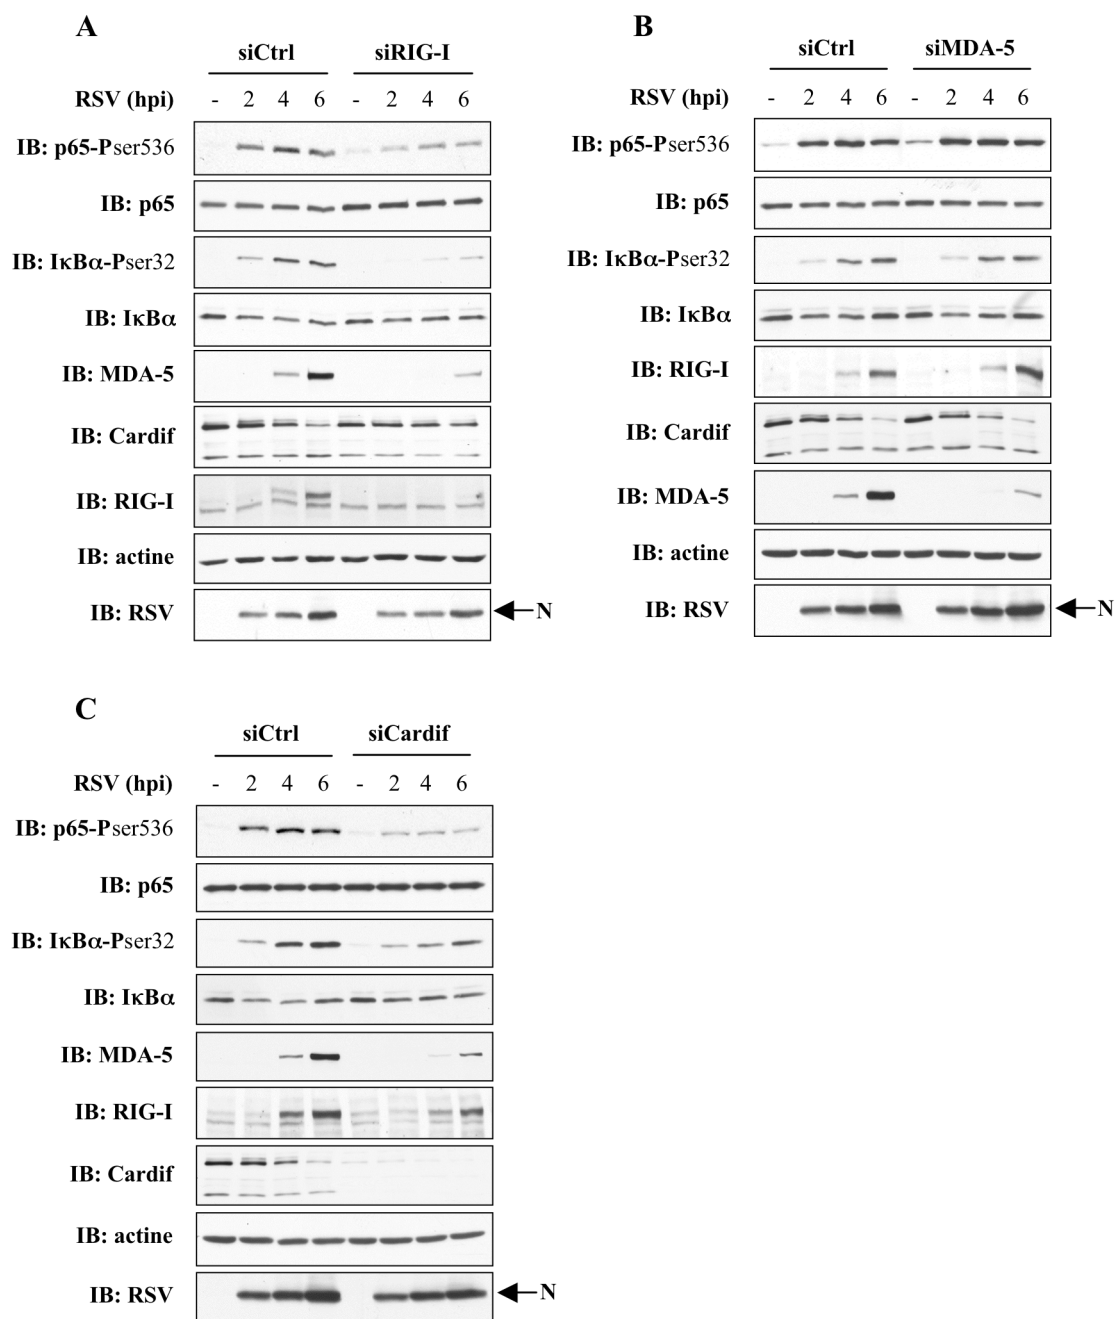 A
siCtrl siRIG-I
RSV (hpi) - 2 4 6 - 2 4 6
IB: p65-Pser536
IB: p65
IB: IκBα-Pser32
IB: IκBα
IB: MDA-5
IB: Cardif
IB: RIG-I
IB: actine
IB: RSV N
B
siCtrl siMDA-5
RSV (hpi) - 2 4 6 - 2 4 6
IB: p65-Pser536
IB: p65
IB: IκBα-Pser32
IB: IκBα
IB: RIG-I
IB: Cardif
IB: MDA-5
IB: actine
IB: RSV N
C
siCtrl siCardif
RSV (hpi) - 2 4 6 - 2 4 6
IB: p65-Pser536
IB: p65
IB: IκBα-Pser32
IB: IκBα
IB: MDA-5
IB: RIG-I
IB: Cardif
IB: actine
IB: RSV N